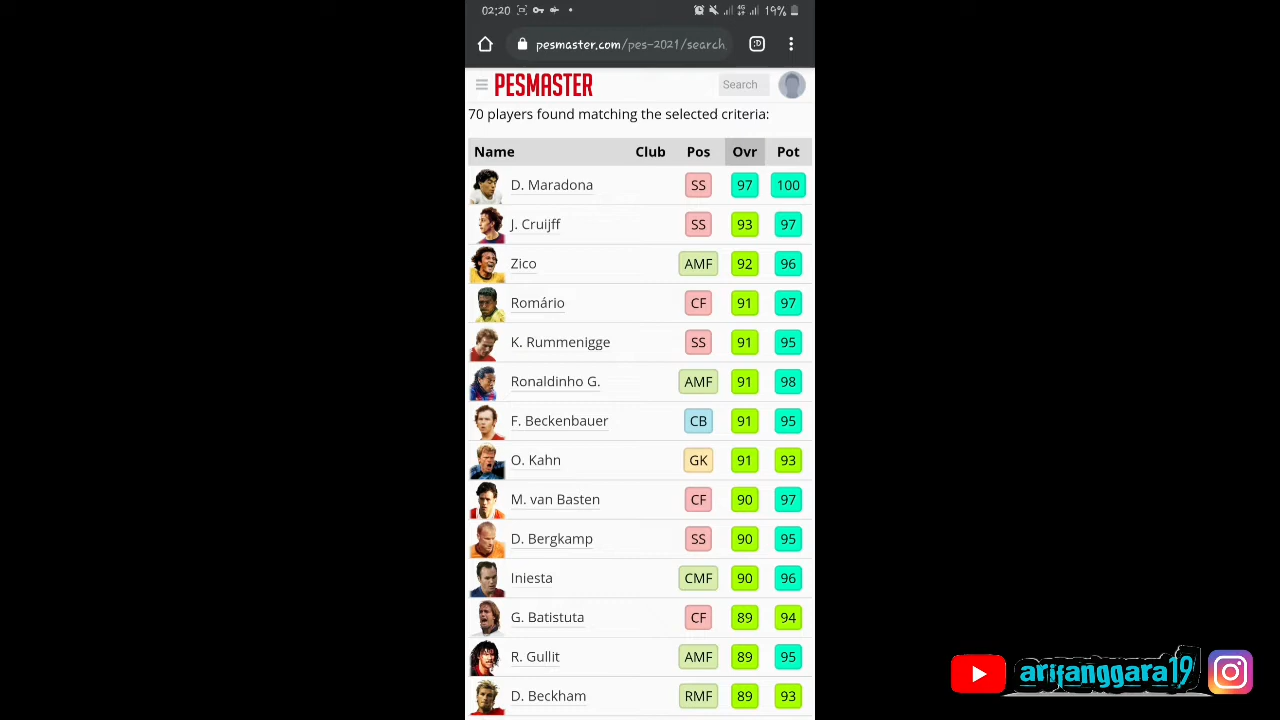 02:20 4G 19%
pesmaster.com/pes-2021/search
PESMASTER Search
70 players found matching the selected criteria:
Name Club Pos Ovr Pot
D. Maradona SS 97 100
J. Cruijff SS 93 97
Zico AMF 92 96
Romário CF 91 97
K. Rummenigge SS 91 95
Ronaldinho G. AMF 91 98
F. Beckenbauer CB 91 95
O. Kahn GK 91 93
M. van Basten CF 90 97
D. Bergkamp SS 90 95
Iniesta CMF 90 96
G. Batistuta CF 89 94
R. Gullit AMF 89 95
D. Beckham RMF 89 93
arifanggara19